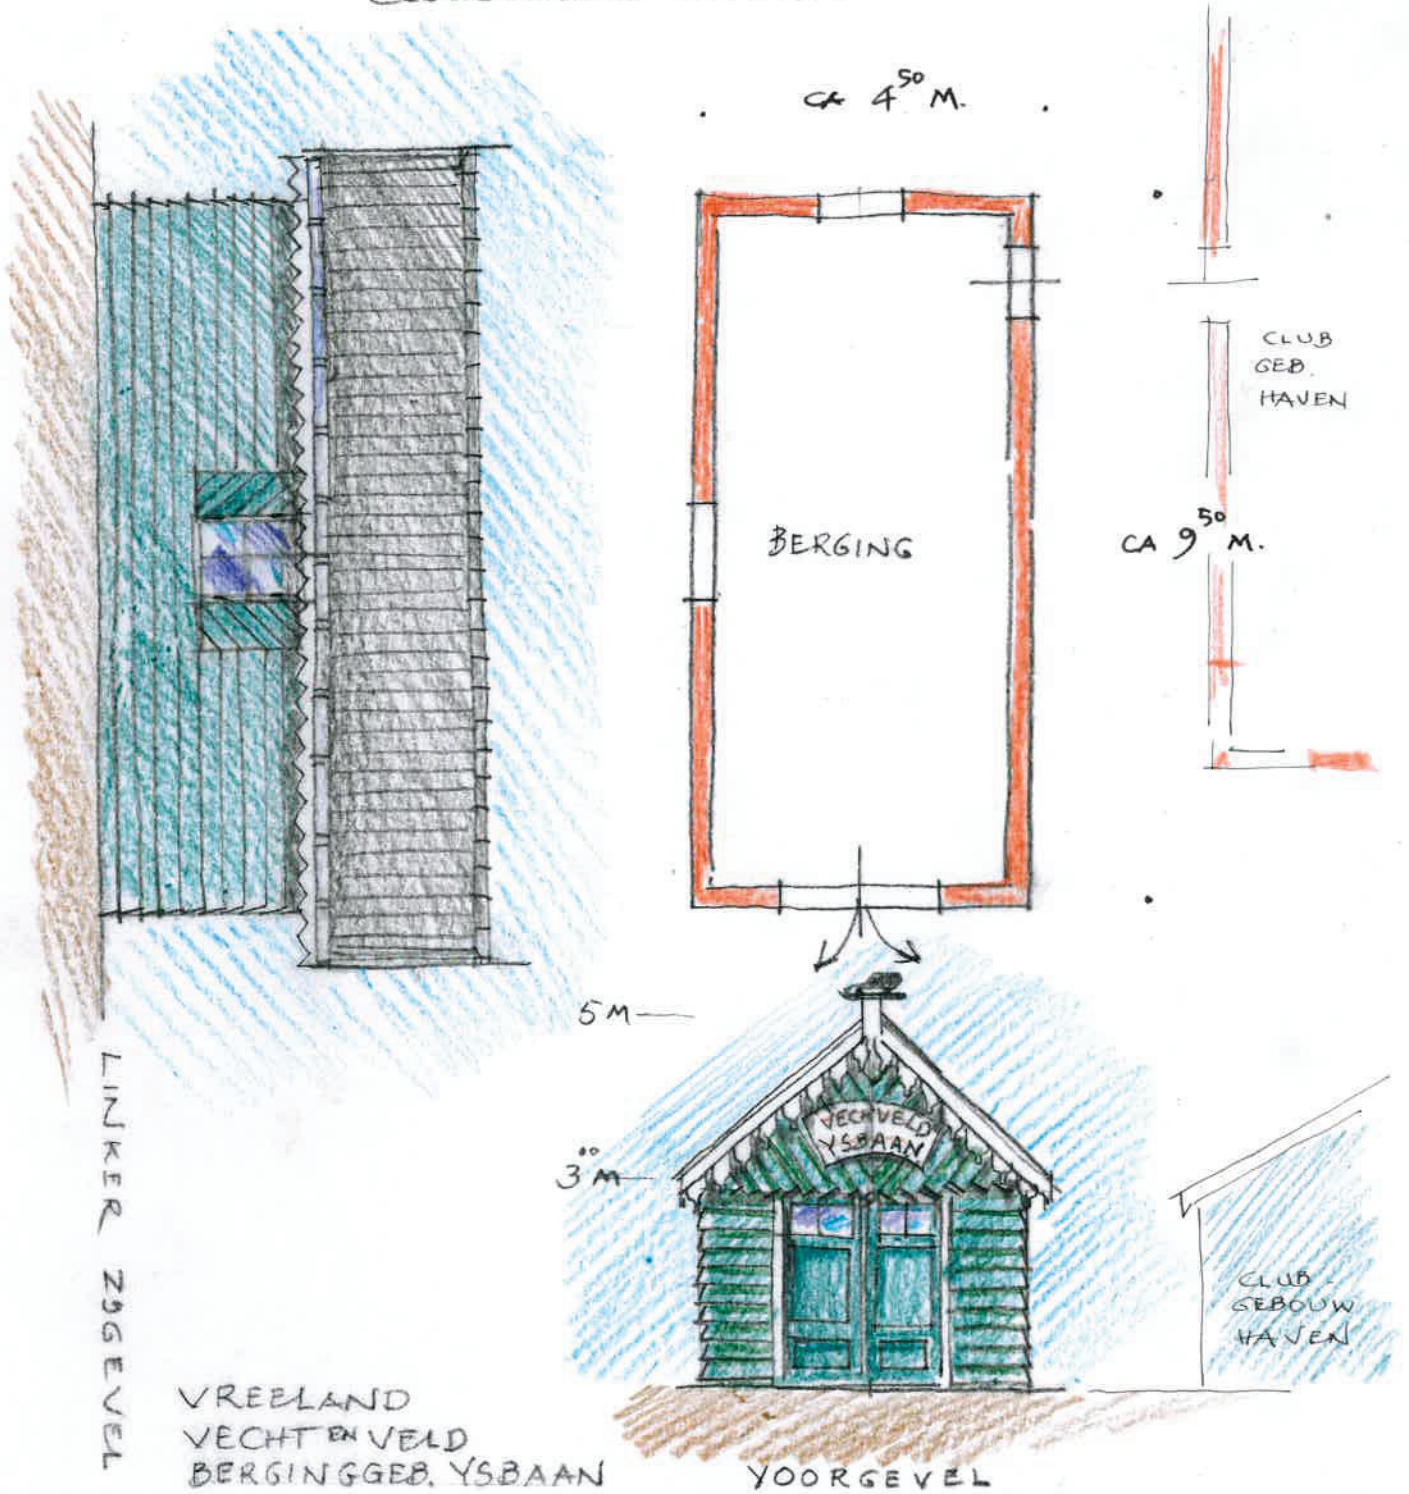 CA 4⁵⁰ M.
CLUB
GEB.
HAVEN
BERGING
CA 9⁵⁰ M.
5 M
3⁰⁰ M
VECHVELD
YSBAAN
CLUB-
GEBOUW
HAVEN
LINKER ZYGEVEL
VREELAND
VECHT EN VELD
BERGINGGEB. YSBAAN
VOORGEVEL